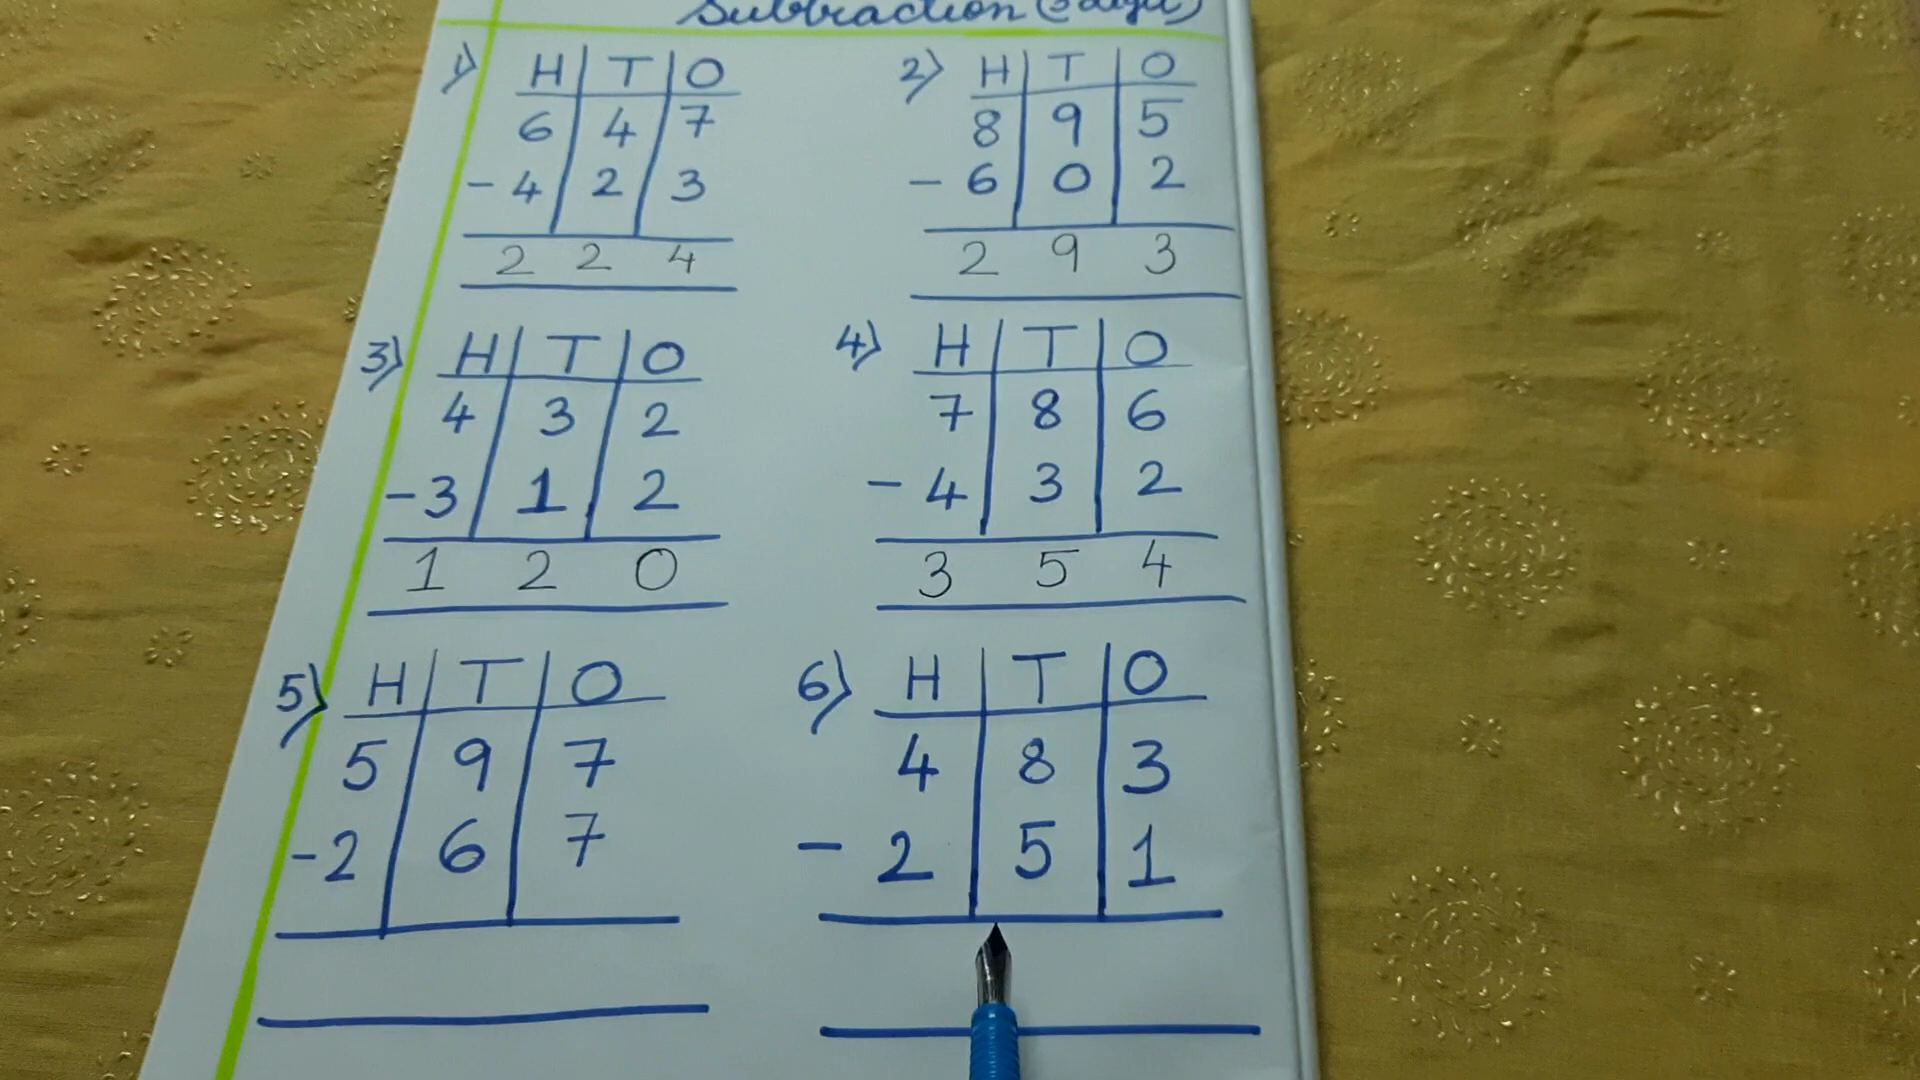 Subtraction (3 digit)
1) H T O
6 4 7
- 4 2 3
2 2 4
2) H T O
8 9 5
- 6 0 2
2 9 3
3) H T O
4 3 2
- 3 1 2
1 2 0
4) H T O
7 8 6
- 4 3 2
3 5 4
5) H T O
5 9 7
- 2 6 7
6) H T O
4 8 3
- 2 5 1